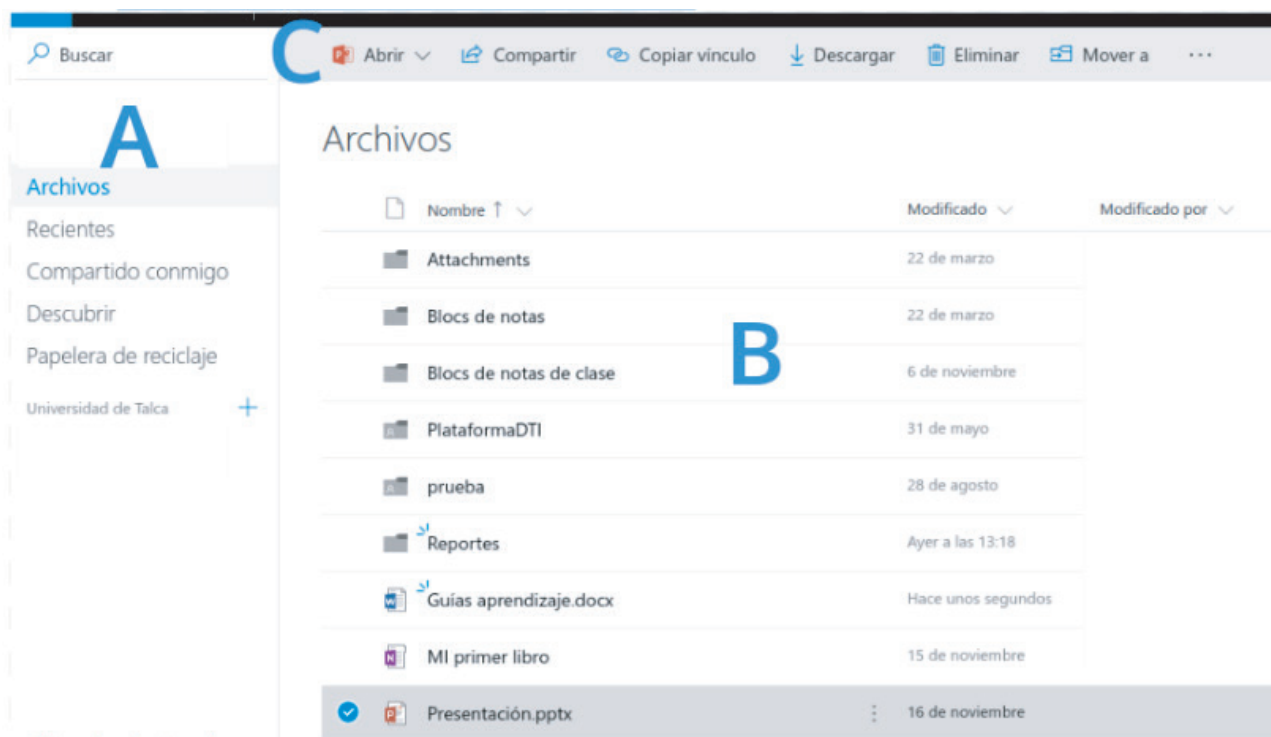 Buscar
C
Abrir Compartir Copiar vinculo Descargar Eliminar Mover a ...
A
Archivos
Recientes
Compartido conmigo
Descubrir
Papelera de reciclaje
Universidad de Talca +
Archivos
Nombre ↑ Modificado Modificado por
Attachments 22 de marzo
Blocs de notas 22 de marzo
B
Blocs de notas de clase 6 de noviembre
PlataformaDTI 31 de mayo
prueba 28 de agosto
Reportes Ayer a las 13:18
Guías aprendizaje.docx Hace unos segundos
MI primer libro 15 de noviembre
Presentación.pptx 16 de noviembre